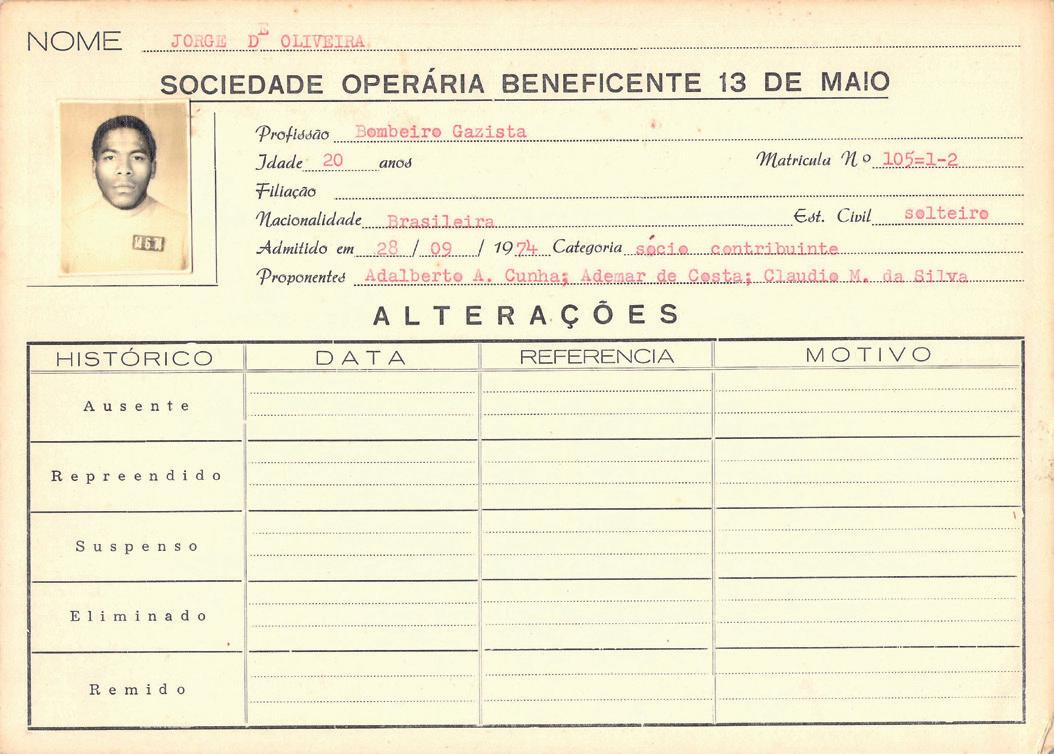 NOME JORGE DE OLIVEIRA
SOCIEDADE OPERÁRIA BENEFICENTE 13 DE MAIO
Profissão Bombeiro Gazista
Idade 20 anos Matricula Nº 105=1-2
Filiação
Nacionalidade Brasileira Est. Civil solteiro
Admitido em 28 / 09 / 1974 Categoria sócio contribuinte
Proponentes Adalberto A. Cunha; Ademar de Costa; Claudio M. da Silva
ALTERAÇÕES
HISTÓRICO DATA REFERENCIA MOTIVO
Ausente
Repreendido
Suspenso
Eliminado
Remido